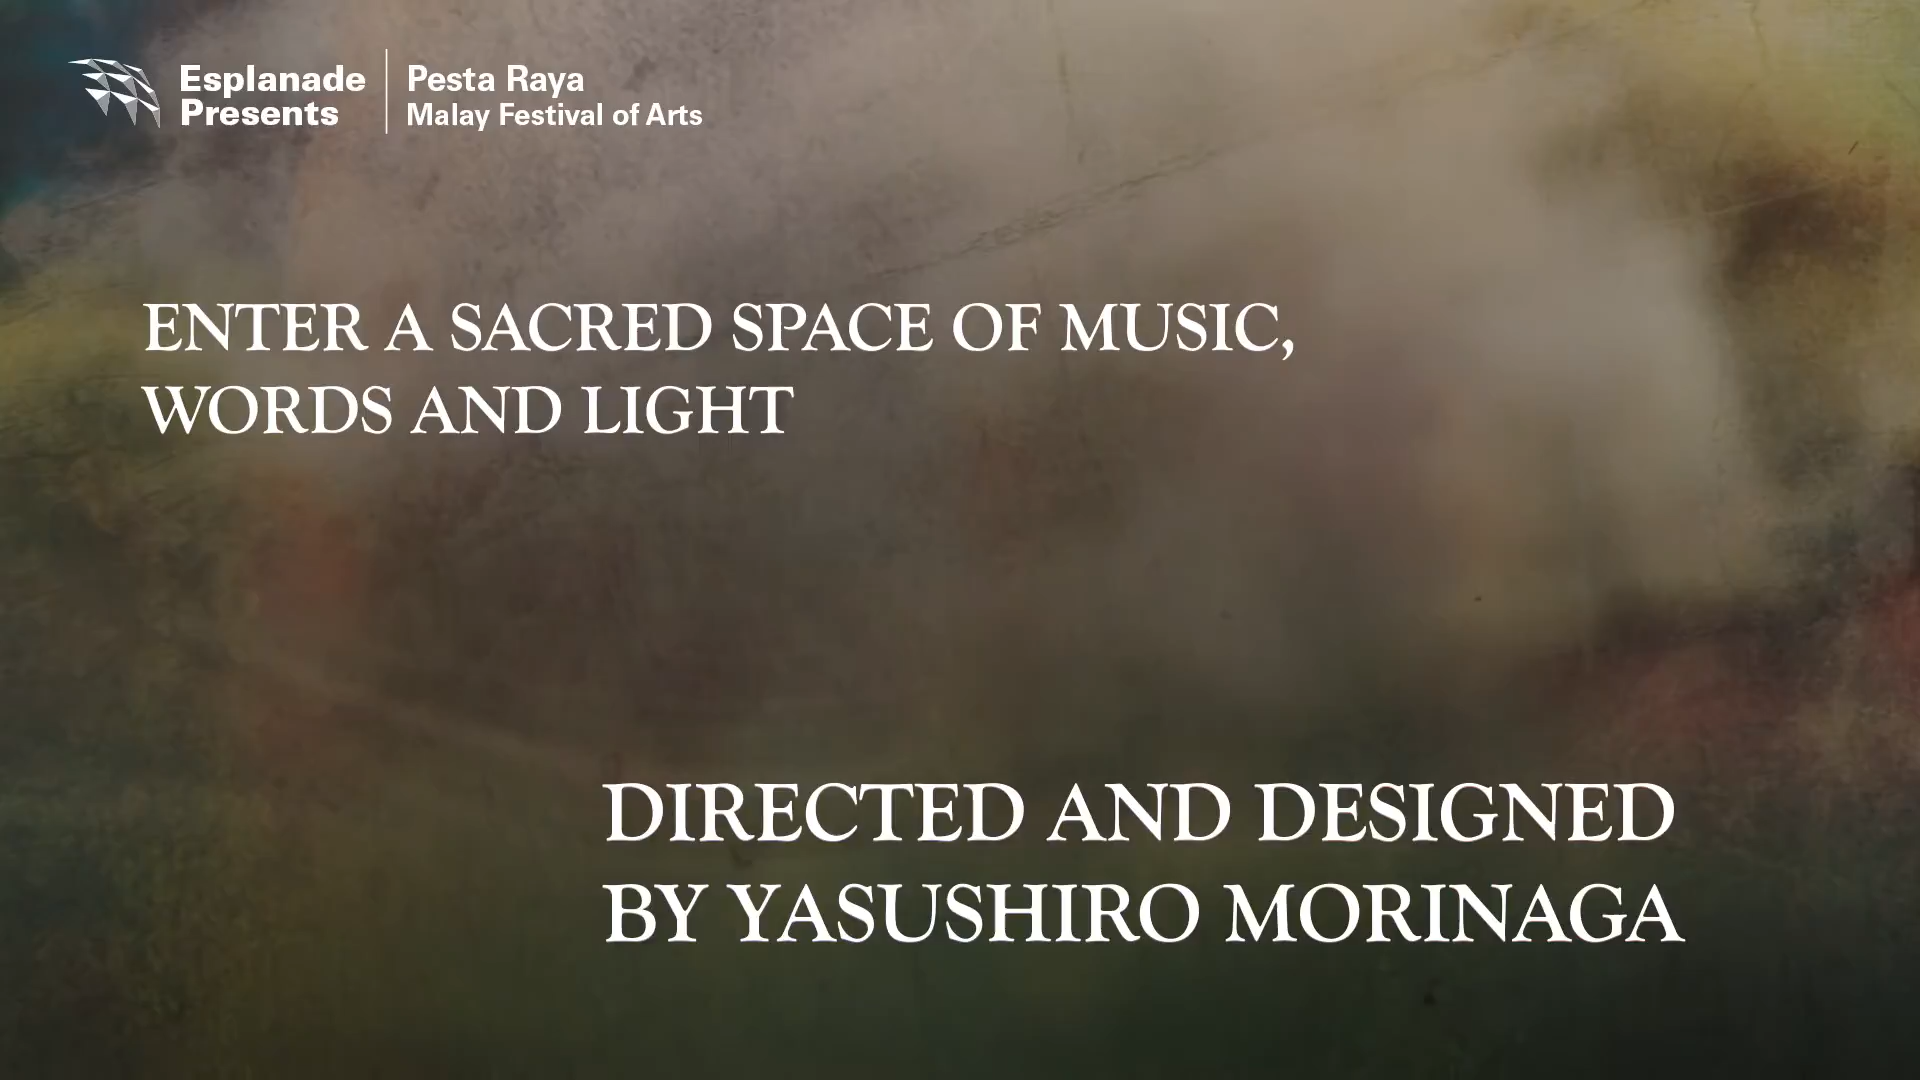 Esplanade
Presents
Pesta Raya
Malay Festival of Arts
ENTER A SACRED SPACE OF MUSIC,
WORDS AND LIGHT
DIRECTED AND DESIGNED
BY YASUSHIRO MORINAGA